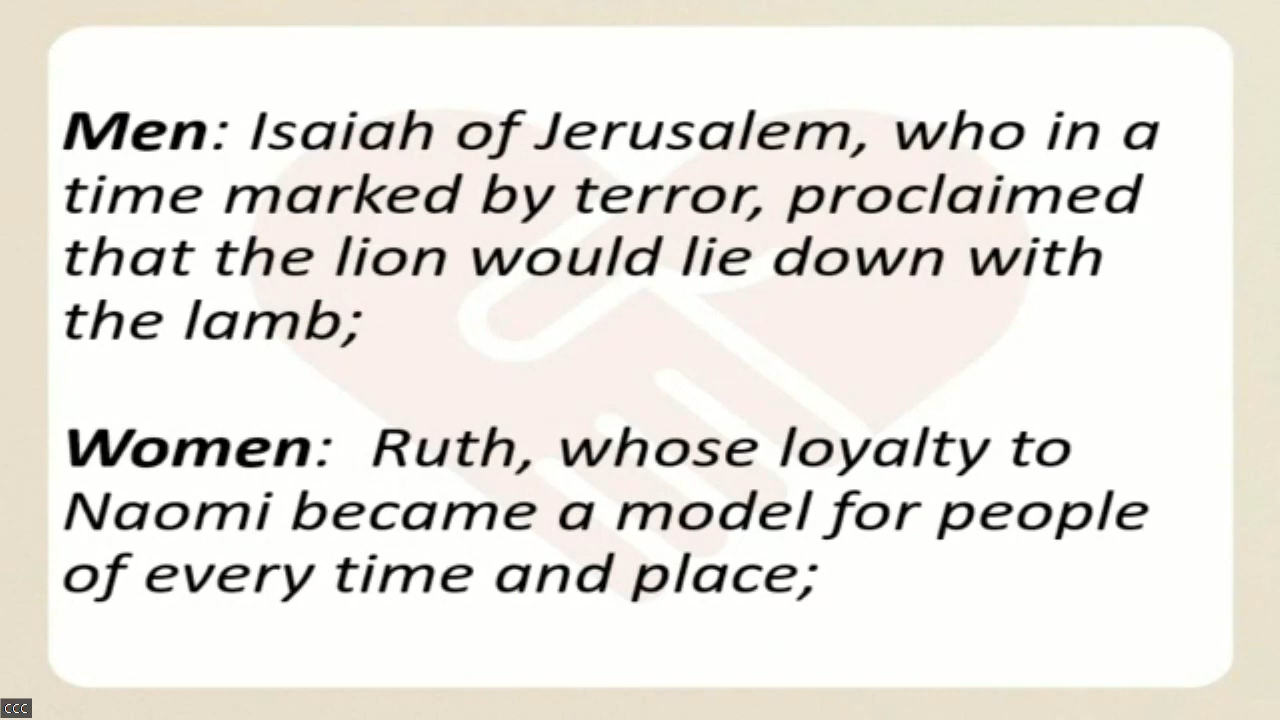 Men: Isaiah of Jerusalem, who in a
time marked by terror, proclaimed
that the lion would lie down with
the lamb;
Women:  Ruth, whose loyalty to
Naomi became a model for people
of every time and place;
CCC